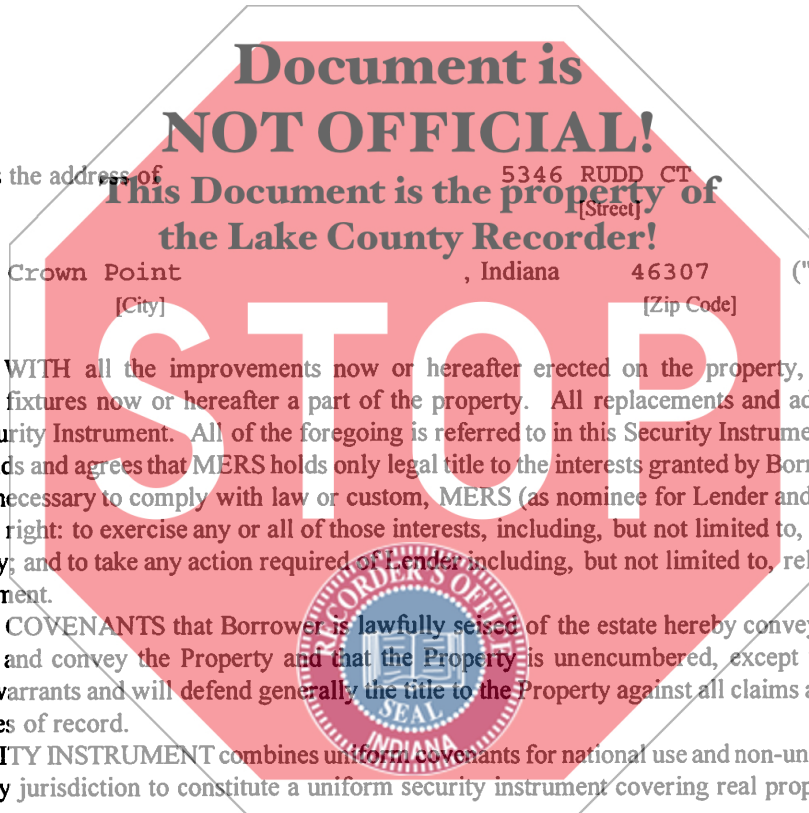 Document is
NOT OFFICIAL!
the address of 5346 RUDD CT
This Document is the property of
[Street]
the Lake County Recorder!
Crown Point , Indiana 46307 ("
[City] [Zip Code]
STOP
WITH all the improvements now or hereafter erected on the property,
fixtures now or hereafter a part of the property. All replacements and ad
urity Instrument. All of the foregoing is referred to in this Security Instrume
ds and agrees that MERS holds only legal title to the interests granted by Borr
necessary to comply with law or custom, MERS (as nominee for Lender and
right: to exercise any or all of those interests, including, but not limited to,
y; and to take any action required of Lender including, but not limited to, rel
ment.
RECORDER'S OFFICE
COVENANTS that Borrower is lawfully seised of the estate hereby convey
and convey the Property and that the Property is unencumbered, except
warrants and will defend generally the title to the Property against all claims a
es of record.
SEAL
INDIANA
ITY INSTRUMENT combines uniform covenants for national use and non-un
y jurisdiction to constitute a uniform security instrument covering real prop